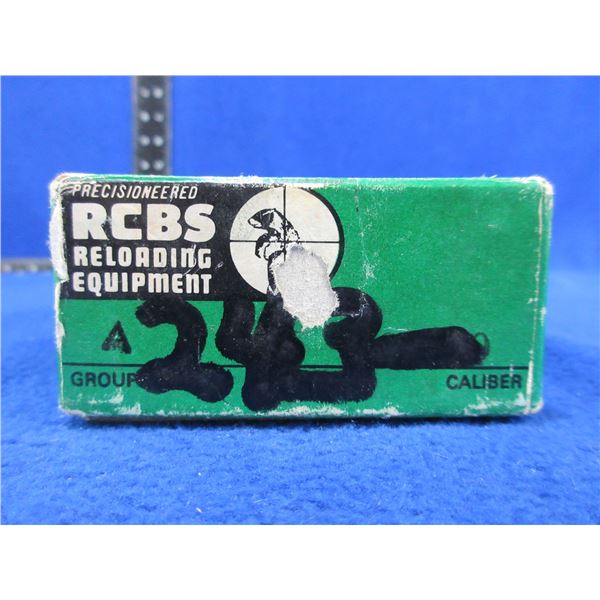 PRECISIONEERED
RCBS
RELOADING
EQUIPMENT
A 243
GROUP CALIBER